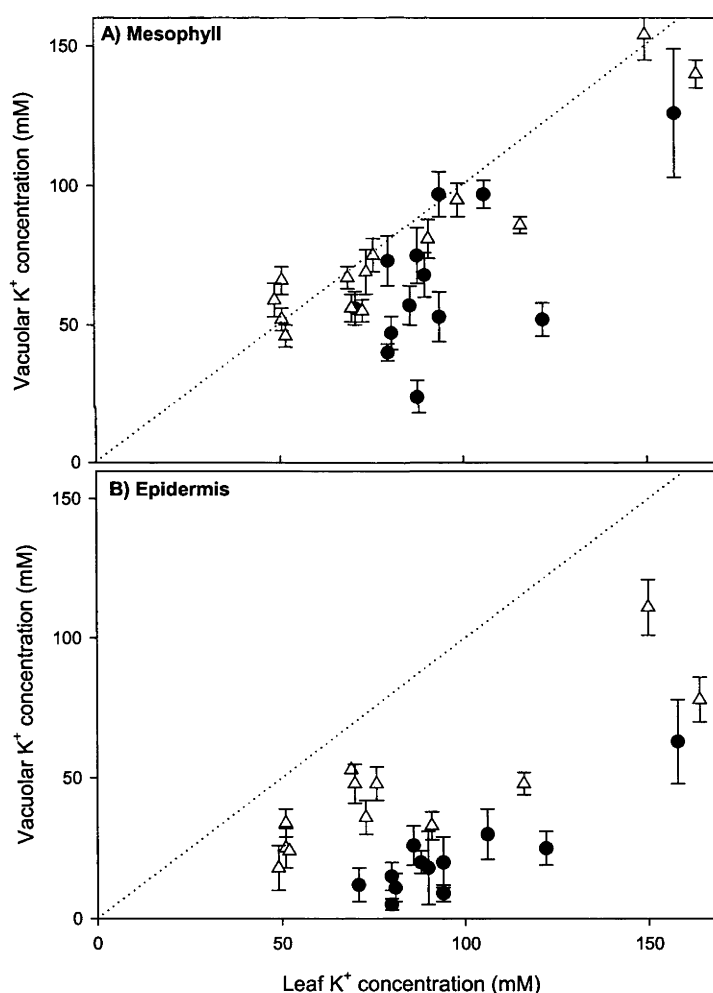 A) Mesophyll
150
100
50
0
Vacuolar K⁺ concentration (mM)
B) Epidermis
150
100
50
0
Vacuolar K⁺ concentration (mM)
0 50 100 150
Leaf K⁺ concentration (mM)